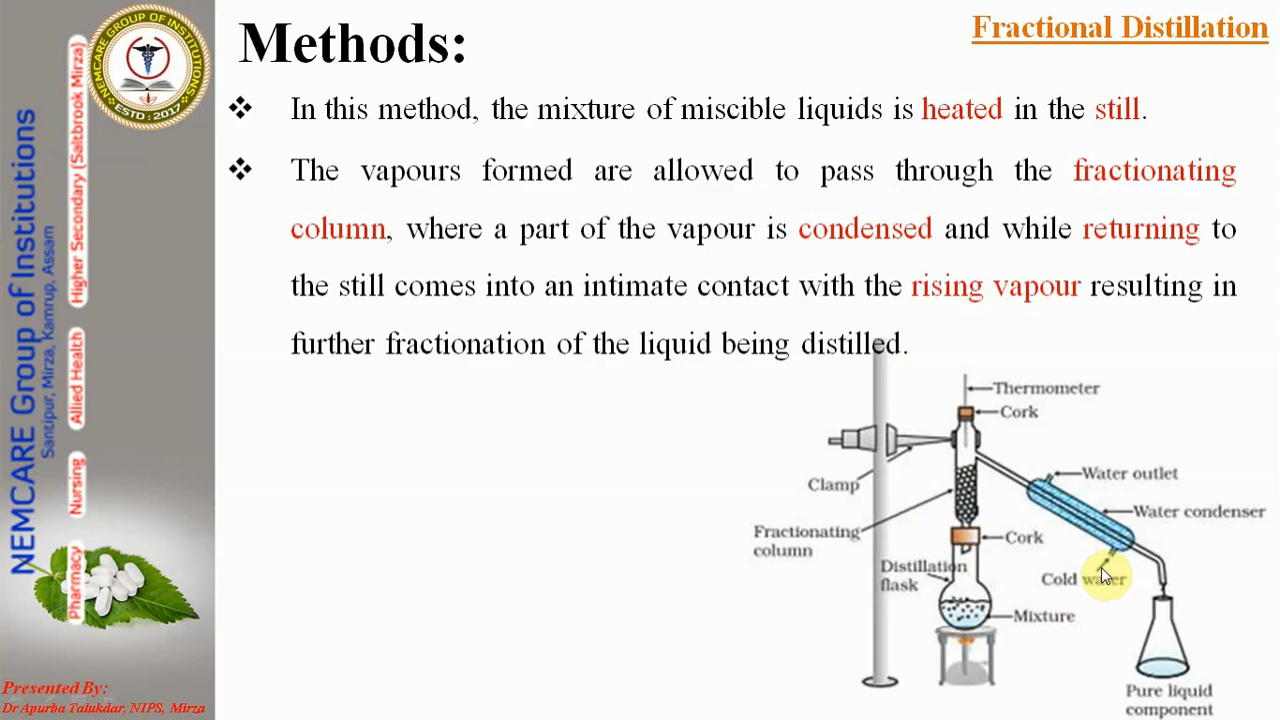 Fractional Distillation
Methods:
❖ In this method, the mixture of miscible liquids is heated in the still.
❖ The vapours formed are allowed to pass through the fractionating
column, where a part of the vapour is condensed and while returning to
the still comes into an intimate contact with the rising vapour resulting in
further fractionation of the liquid being distilled.
Thermometer
Cork
Clamp
Water outlet
Water condenser
Fractionating
column
Cork
Distillation
flask
Cold water
Mixture
Pure liquid
component
NEMCARE GROUP OF INSTITUTIONS
ESTD : 2017
NEMCARE Group of Institutions
Santipur, Mirza, Kamrup, Assam
Pharmacy Nursing Allied Health Higher Secondary (Saltbrook Mirza)
Presented By:
Dr Apurba Talukdar, NIPS, Mirza